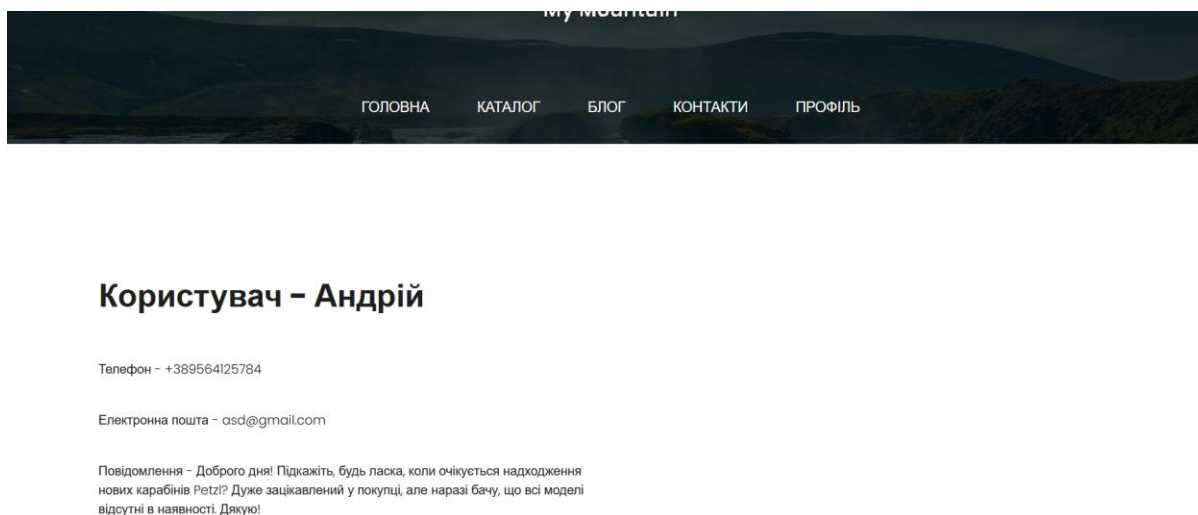 My Mountain
ГОЛОВНА КАТАЛОГ БЛОГ КОНТАКТИ ПРОФІЛЬ
Користувач - Андрій
Телефон - +389564125784
Електронна пошта - asd@gmail.com
Повідомлення - Доброго дня! Підкажіть, будь ласка, коли очікується надходження
нових карабінів Petzl? Дуже зацікавлений у покупці, але наразі бачу, що всі моделі
відсутні в наявності. Дякую!